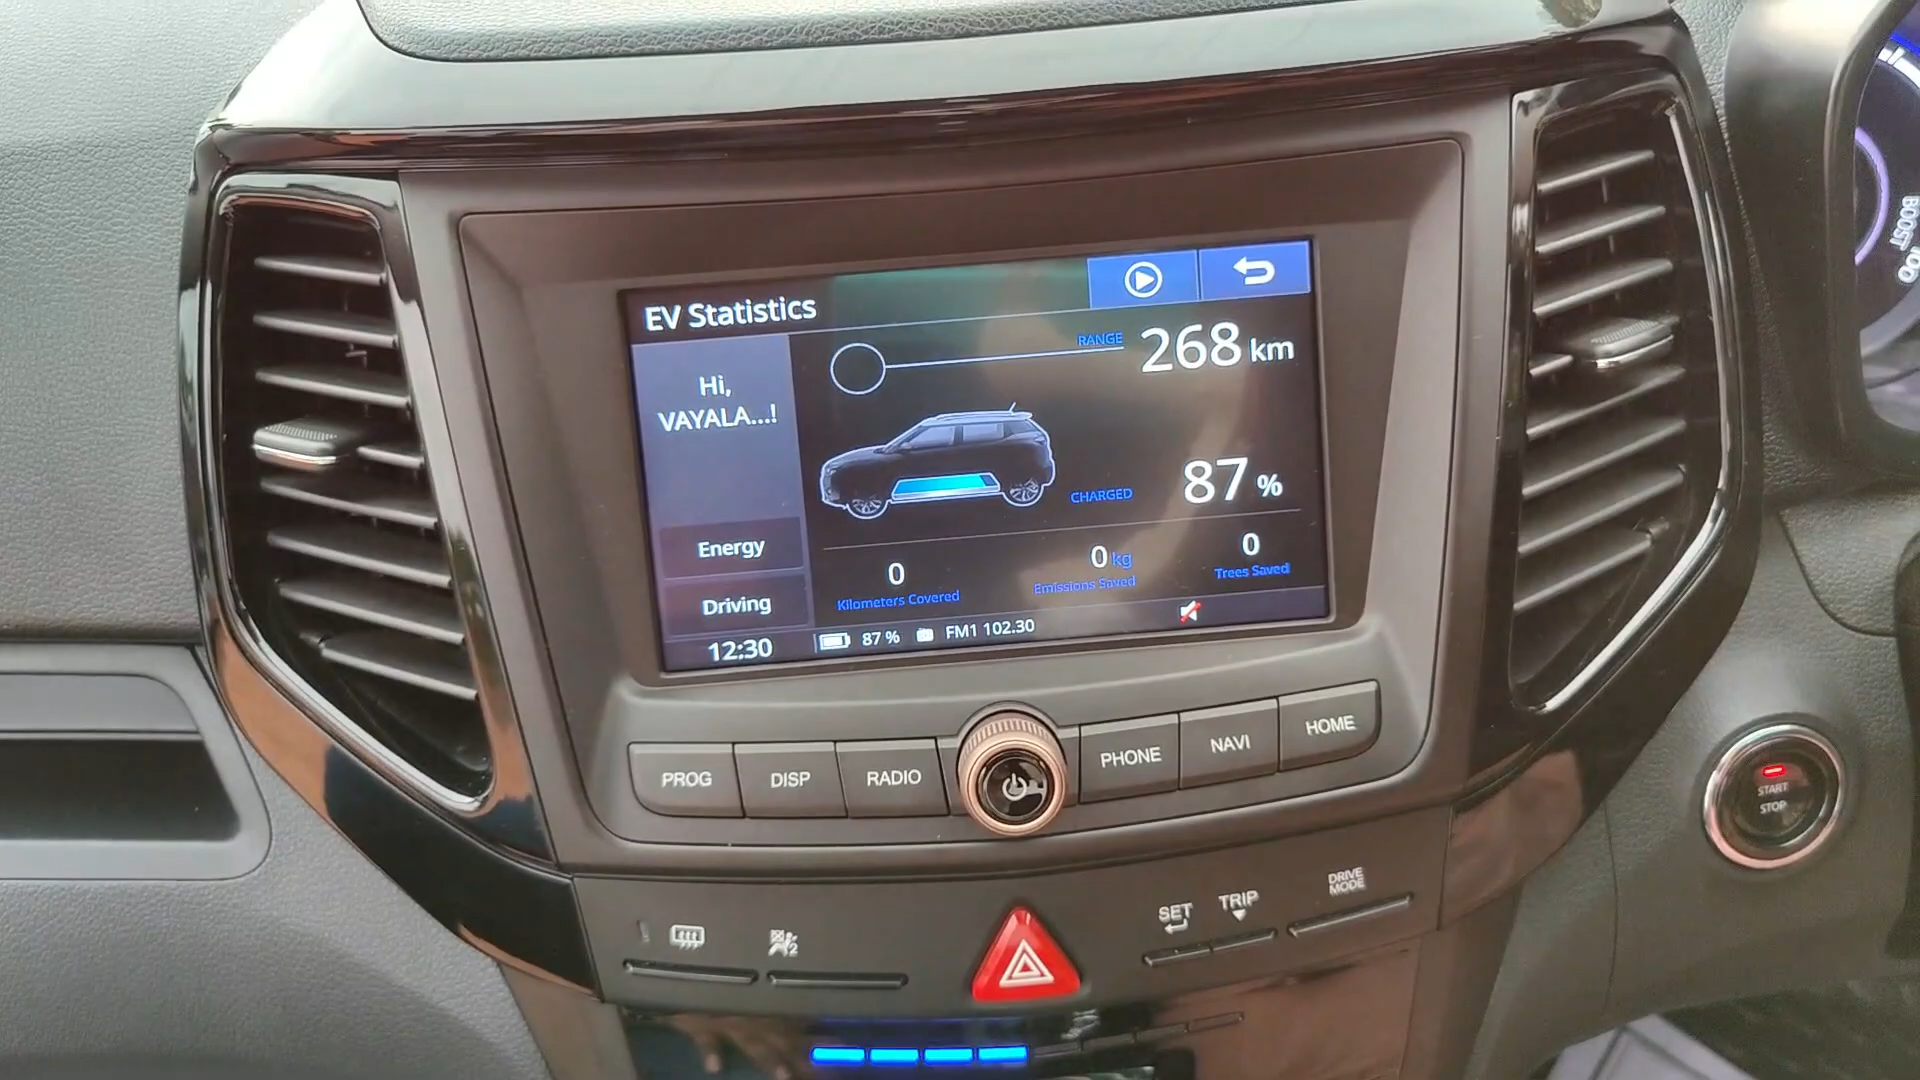 EV Statistics
RANGE 268 km
Hi,
VAYALA...!
CHARGED 87 %
Energy
Driving
0
Kilometers Covered
0 kg
Emissions Saved
0
Trees Saved
12:30 87 % FM1 102.30
PROG DISP RADIO PHONE NAVI HOME
START
STOP
SET TRIP
DRIVE
MODE
2
BOOST
100